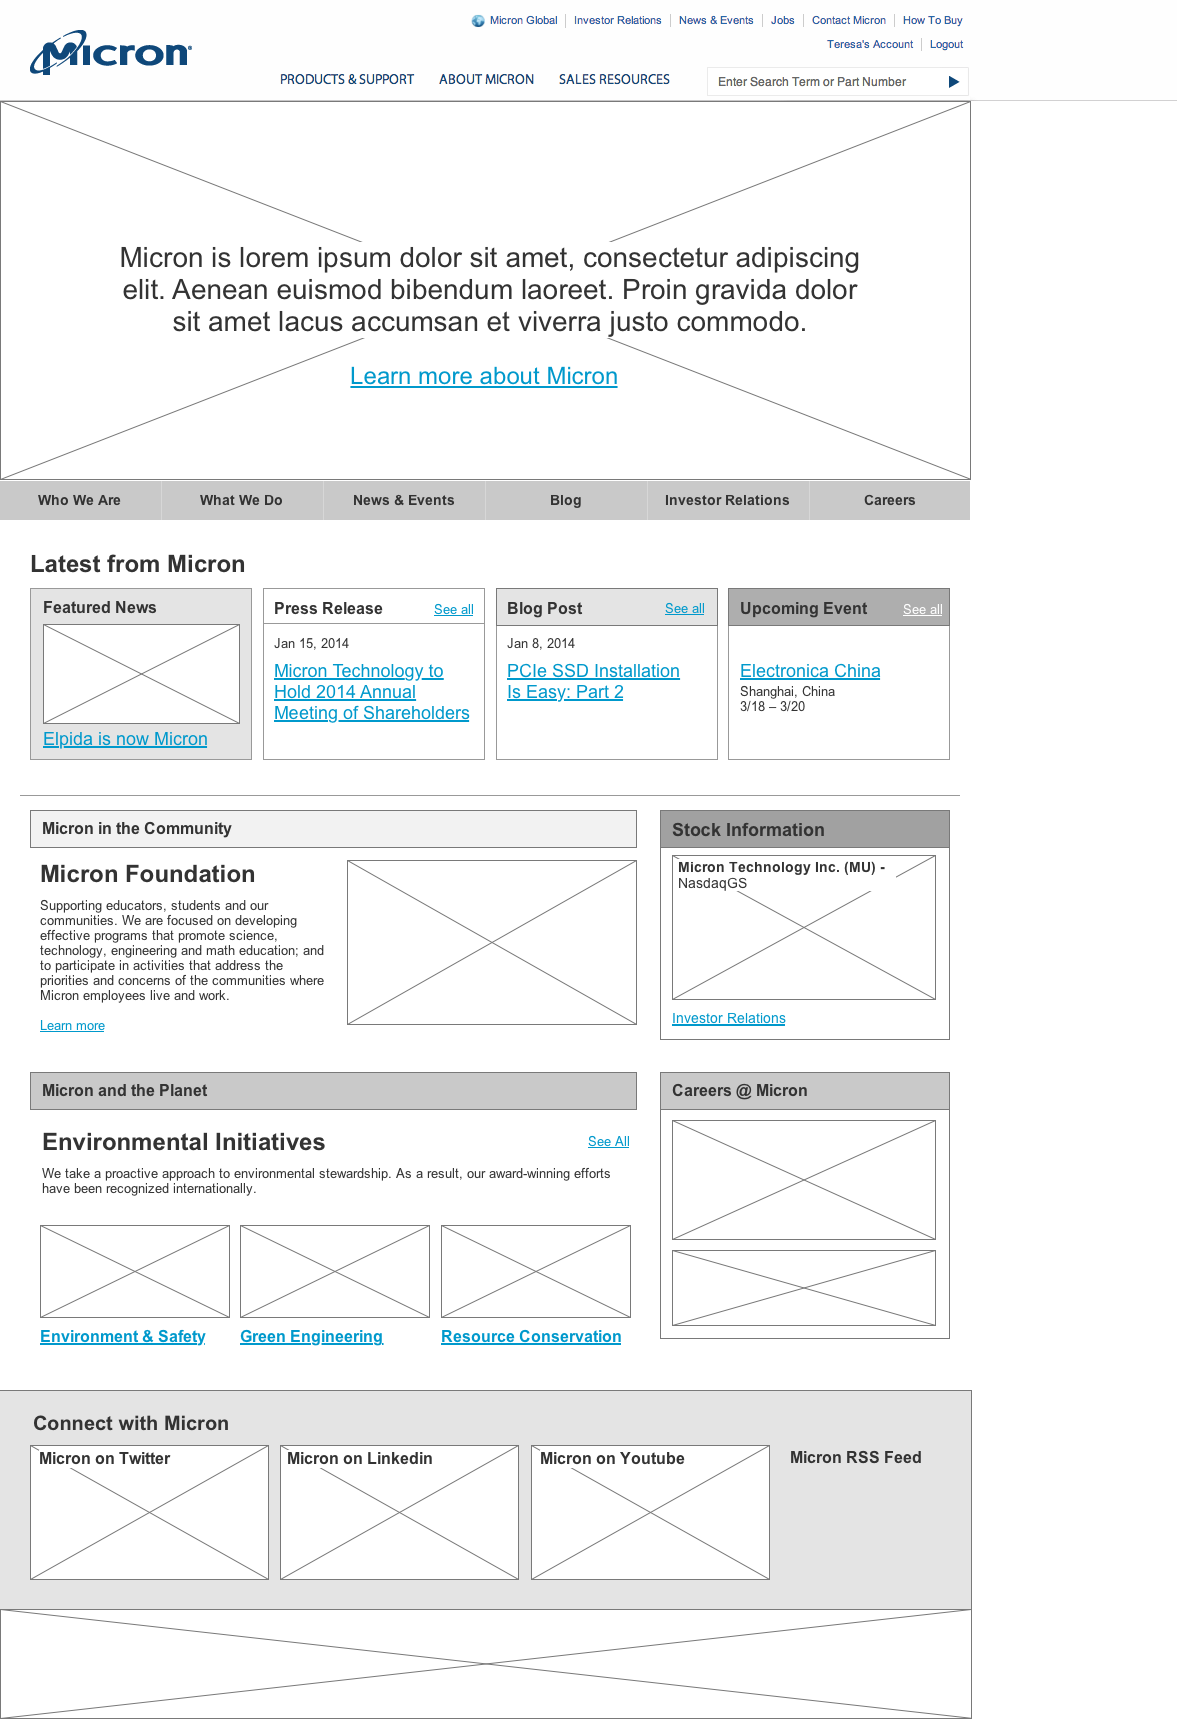 Micron Global
Investor Relations
News & Events
Jobs
Contact Micron
How To Buy
Teresa's Account
Logout
Micron
PRODUCTS & SUPPORT
ABOUT MICRON
SALES RESOURCES
Enter Search Term or Part Number
Micron is lorem ipsum dolor sit amet, consectetur adipiscing
elit. Aenean euismod bibendum laoreet. Proin gravida dolor
sit amet lacus accumsan et viverra justo commodo.
Learn more about Micron
Who We Are
What We Do
News & Events
Blog
Investor Relations
Careers
Latest from Micron
Featured News
Elpida is now Micron
Press Release
See all
Jan 15, 2014
Micron Technology to
Hold 2014 Annual
Meeting of Shareholders
Blog Post
See all
Jan 8, 2014
PCIe SSD Installation
Is Easy: Part 2
Upcoming Event
See all
Electronica China
Shanghai, China
3/18 – 3/20
Micron in the Community
Micron Foundation
Supporting educators, students and our
communities. We are focused on developing
effective programs that promote science,
technology, engineering and math education; and
to participate in activities that address the
priorities and concerns of the communities where
Micron employees live and work.
Learn more
Stock Information
Micron Technology Inc. (MU) -
NasdaqGS
Investor Relations
Micron and the Planet
Environmental Initiatives
See All
We take a proactive approach to environmental stewardship. As a result, our award-winning efforts
have been recognized internationally.
Environment & Safety
Green Engineering
Resource Conservation
Careers @ Micron
Connect with Micron
Micron on Twitter
Micron on Linkedin
Micron on Youtube
Micron RSS Feed